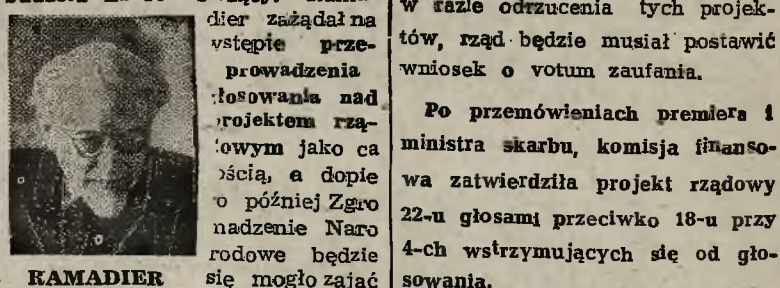 dier zażądał na
wstępie prze-
prowadzenia
głosowania nad
projektem rzą-
dowym jako ca
ością, a dopie
o później Zgro
nadzenie Naro
rodowe będzie
się mogło zająć
RAMADIER
w razie odrzucenia tych projek-
tów, rząd będzie musiał postawić
wniosek o votum zaufania.
Po przemówieniach premiera i
ministra skarbu, komisja finanso-
wa zatwierdziła projekt rządowy
22-u głosami przeciwko 18-u przy
4-ch wstrzymujących się od gło-
sowania.